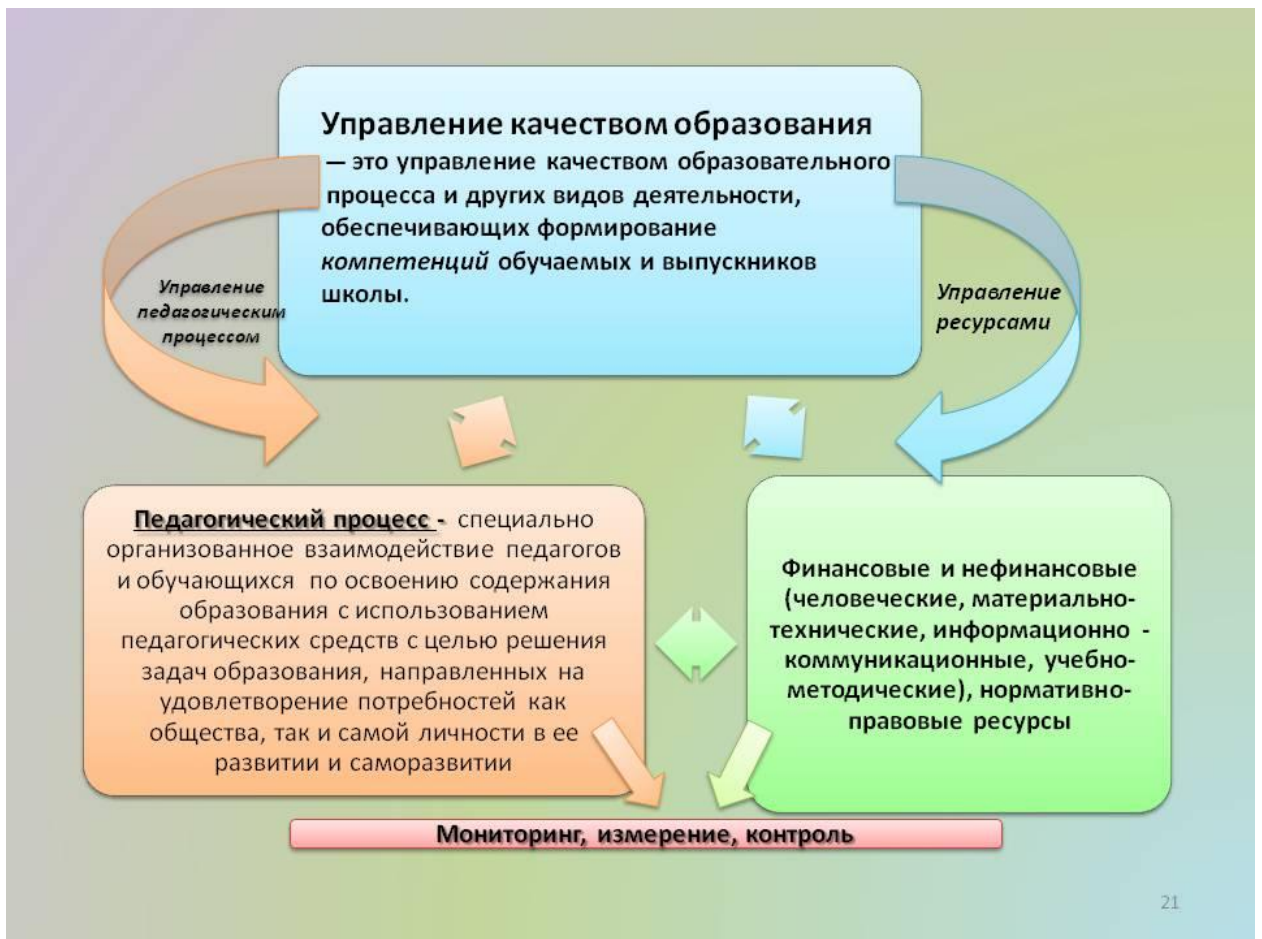 Управление качеством образования
— это управление качеством образовательного
процесса и других видов деятельности,
обеспечивающих формирование
компетенций обучаемых и выпускников
школы.
Управление
педагогическим
процессом
Управление
ресурсами
Педагогический процесс - специально
организованное взаимодействие педагогов
и обучающихся по освоению содержания
образования с использованием
педагогических средств с целью решения
задач образования, направленных на
удовлетворение потребностей как
общества, так и самой личности в ее
развитии и саморазвитии
Финансовые и нефинансовые
(человеческие, материально-
технические, информационно -
коммуникационные, учебно-
методические), нормативно-
правовые ресурсы
Мониторинг, измерение, контроль
21